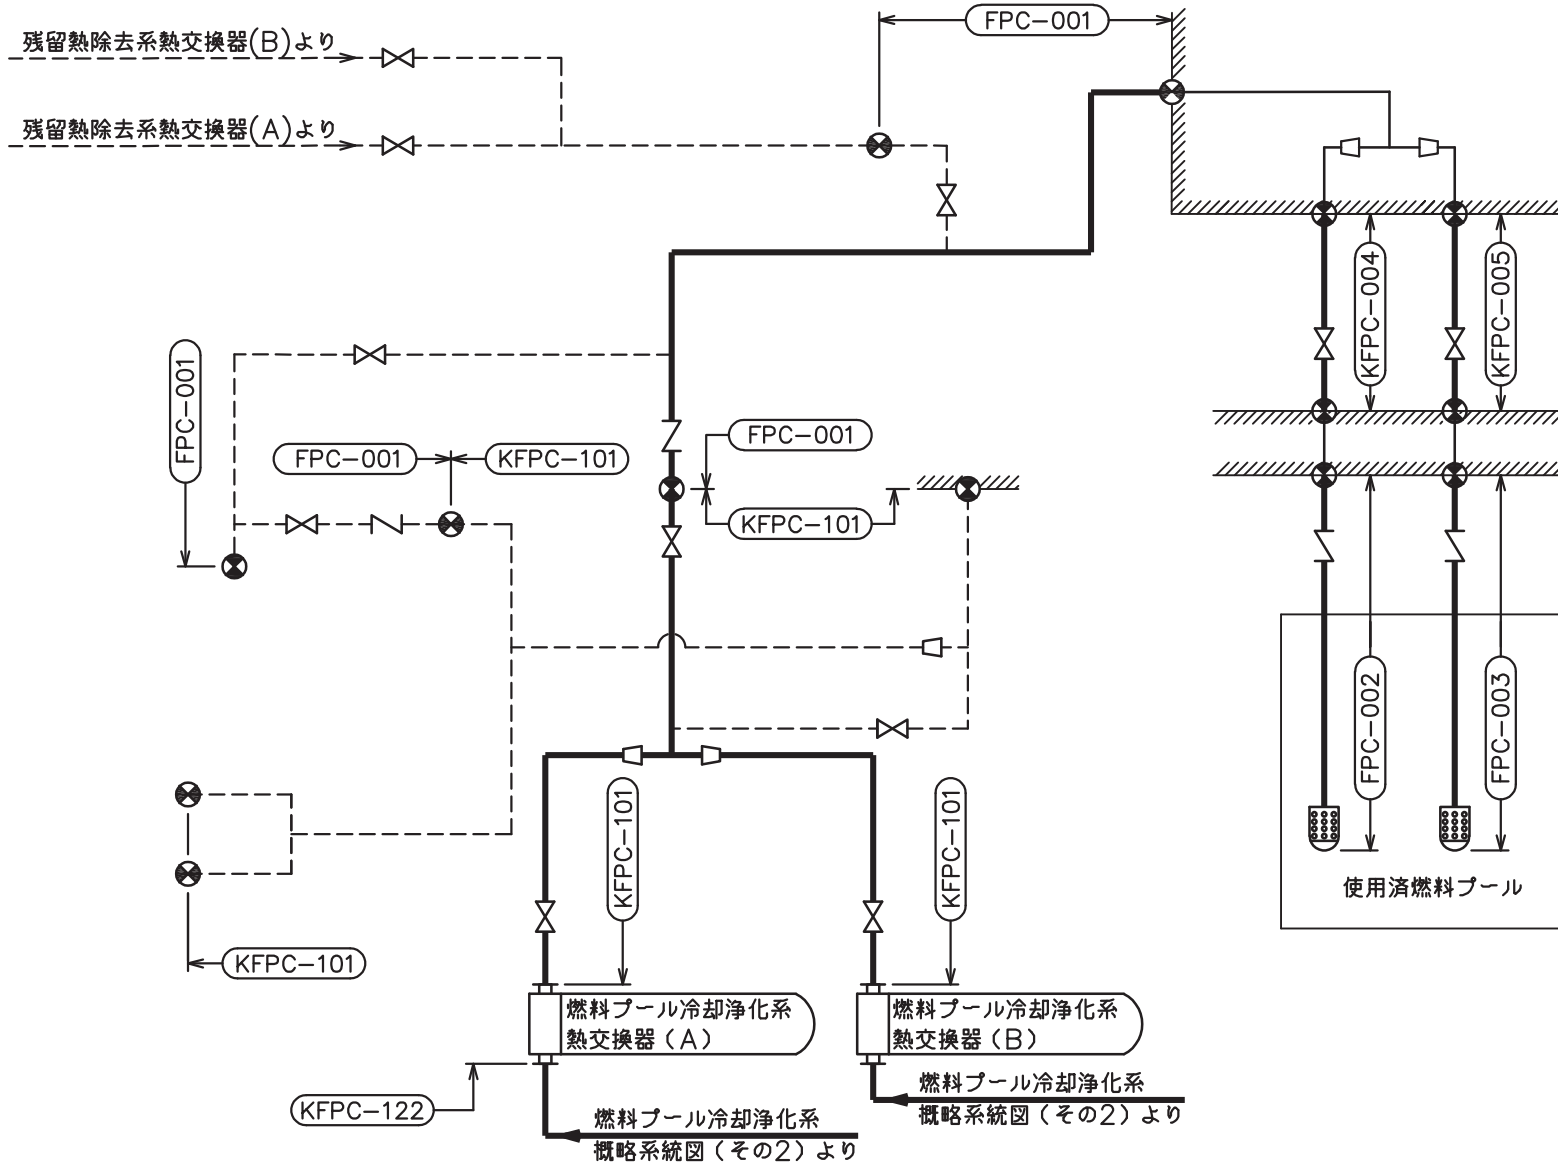 FPC-001
残留熱除去系熱交換器(B)より
残留熱除去系熱交換器(A)より
KFPC-004
KFPC-005
FPC-001
FPC-001
FPC-001
KFPC-101
KFPC-101
FPC-002
FPC-003
KFPC-101
KFPC-101
使用済燃料プール
KFPC-101
燃料プール冷却浄化系
熱交換器(A)
燃料プール冷却浄化系
熱交換器(B)
KFPC-122
燃料プール冷却浄化系
概略系統図(その2)より
燃料プール冷却浄化系
概略系統図(その2)より